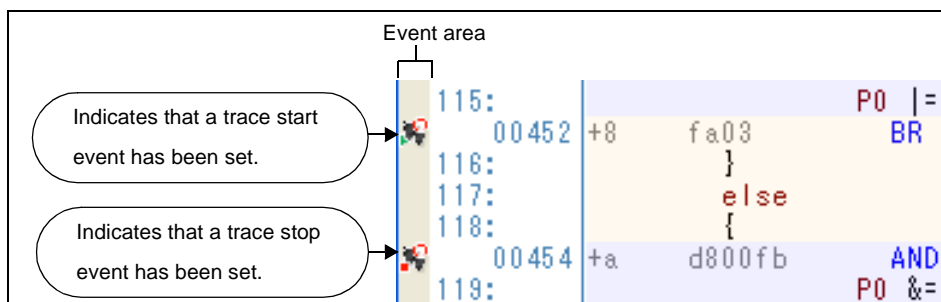 Event area
115: P0 |=
Indicates that a trace start
event has been set.
00452 +8 fa03 BR
116: }
117: else
118: {
Indicates that a trace stop
event has been set.
00454 +a d800fb AND
119: P0 &=